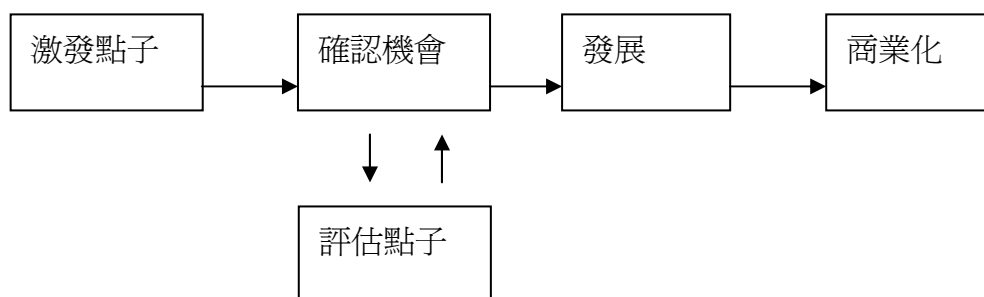 激發點子
確認機會
發展
商業化
評估點子